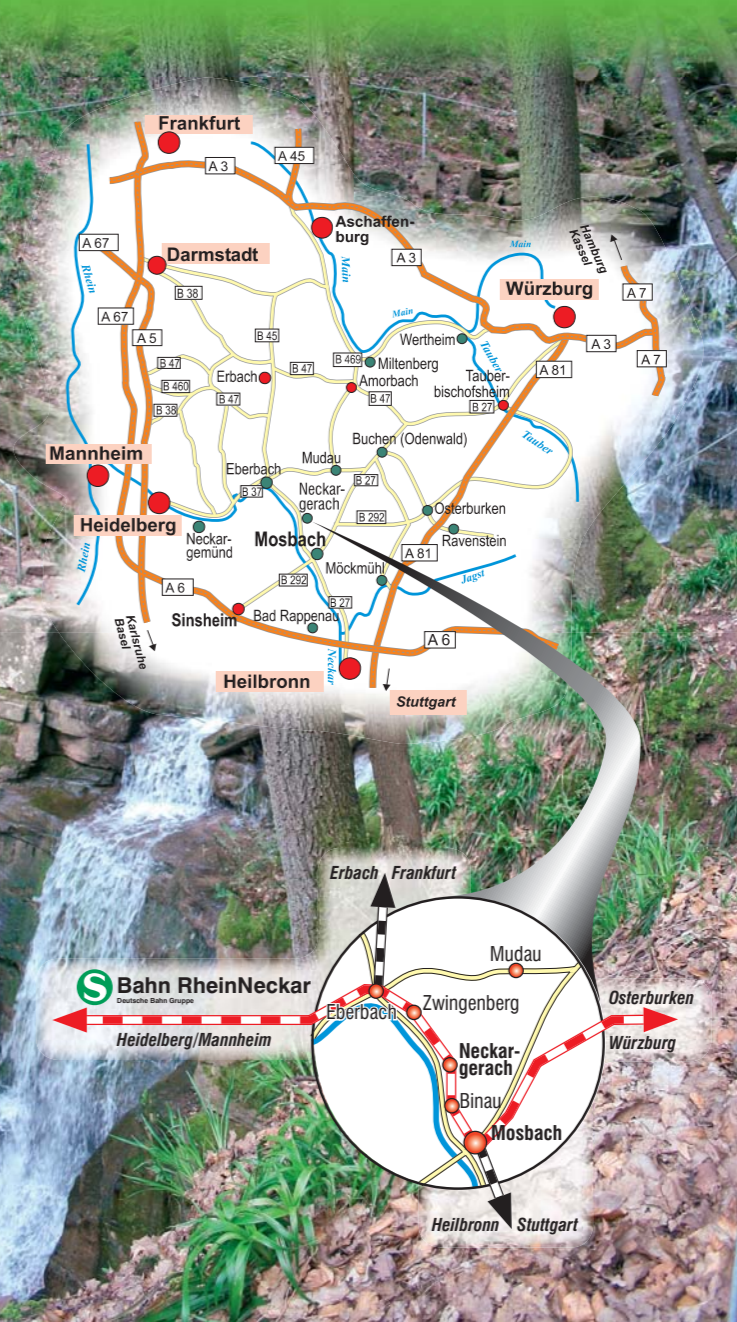 Frankfurt
A 45
A 3
Aschaffen-
burg
A 67
Rhein
Darmstadt
Main
A 3
Main
Hamburg
Kassel
Würzburg
A 7
B 38
A 67
A 5
B 45
Main
Wertheim
Tauber
A 3
A 7
B 47
B 469
Miltenberg
Erbach
B 47
Amorbach
A 81
B 460
B 47
B 47
Tauber-
bischofsheim
B 38
B 27
Buchen (Odenwald)
Tauber
Mannheim
Eberbach
Mudau
B 27
B 37
Neckar-
gerach
Heidelberg
B 292
Osterburken
Neckar-
gemünd
Mosbach
Ravenstein
A 81
Rhein
Möckmühl
Jagst
A 6
B 292
B 27
Sinsheim
Bad Rappenau
Karlsruhe
Basel
A 6
Neckar
Heilbronn
Stuttgart
Erbach
Frankfurt
S Bahn RheinNeckar
Deutsche Bahn Gruppe
Mudau
Eberbach
Zwingenberg
Osterburken
Heidelberg/Mannheim
Würzburg
Neckar-
gerach
Binau
Mosbach
Heilbronn
Stuttgart